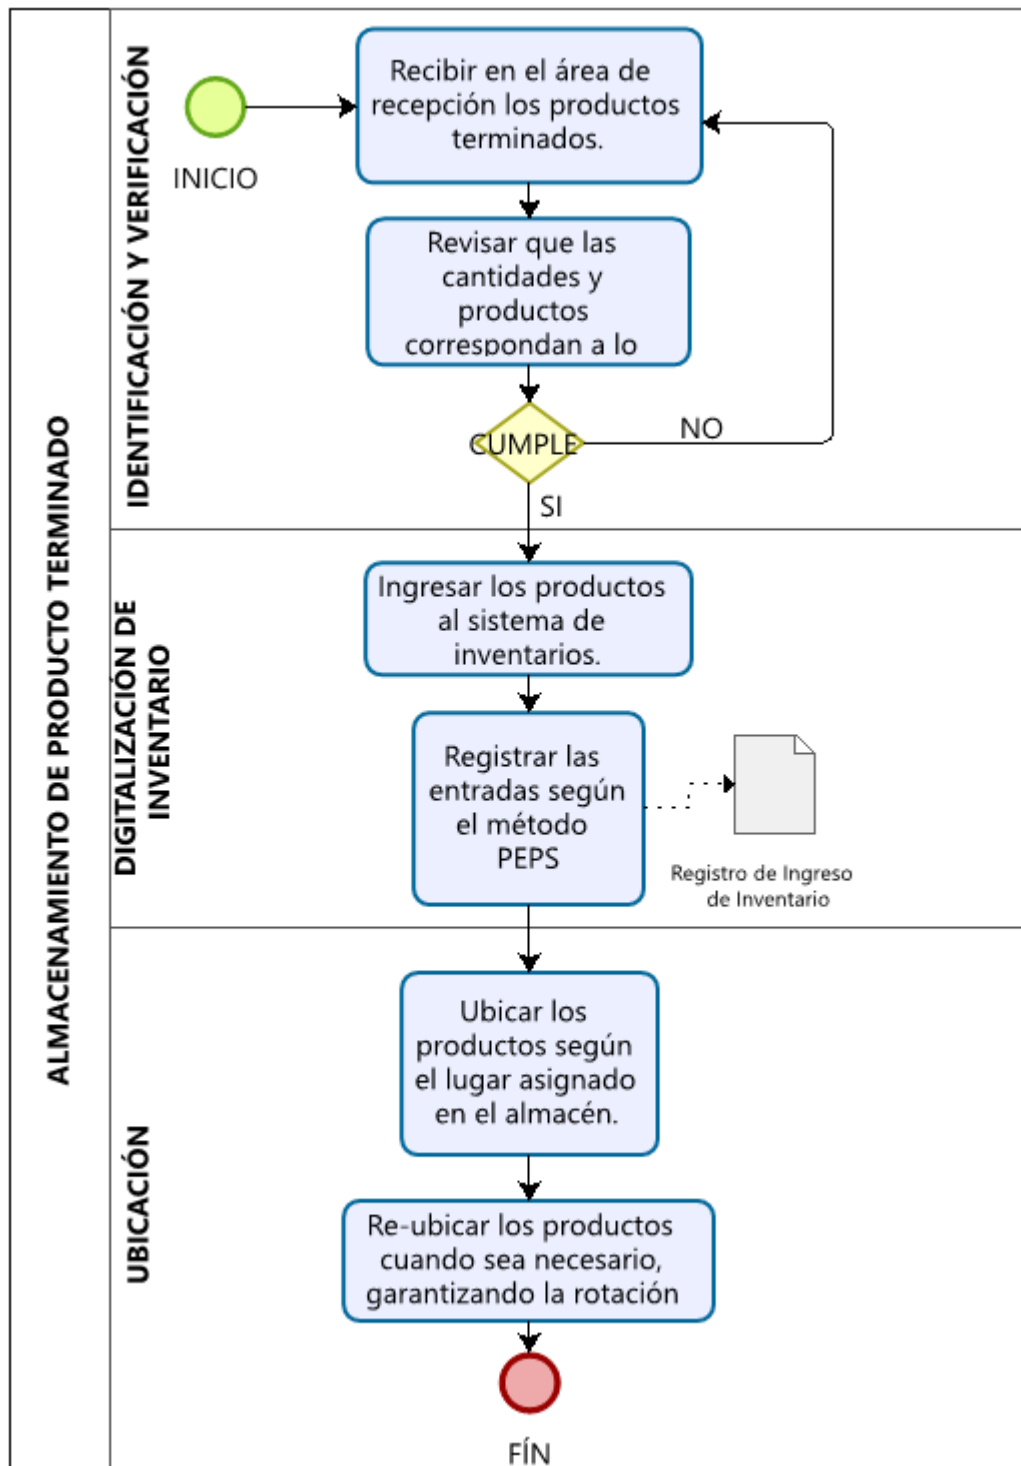 ALMACENAMIENTO DE PRODUCTO TERMINADO
IDENTIFICACIÓN Y VERIFICACIÓN
INICIO
Recibir en el área de
recepción los productos
terminados.
Revisar que las
cantidades y
productos
correspondan a lo
CUMPLE
NO
SI
DIGITALIZACIÓN DE
INVENTARIO
Ingresar los productos
al sistema de
inventarios.
Registrar las
entradas según
el método
PEPS
Registro de Ingreso
de Inventario
UBICACIÓN
Ubicar los
productos según
el lugar asignado
en el almacén.
Re-ubicar los productos
cuando sea necesario,
garantizando la rotación
FÍN